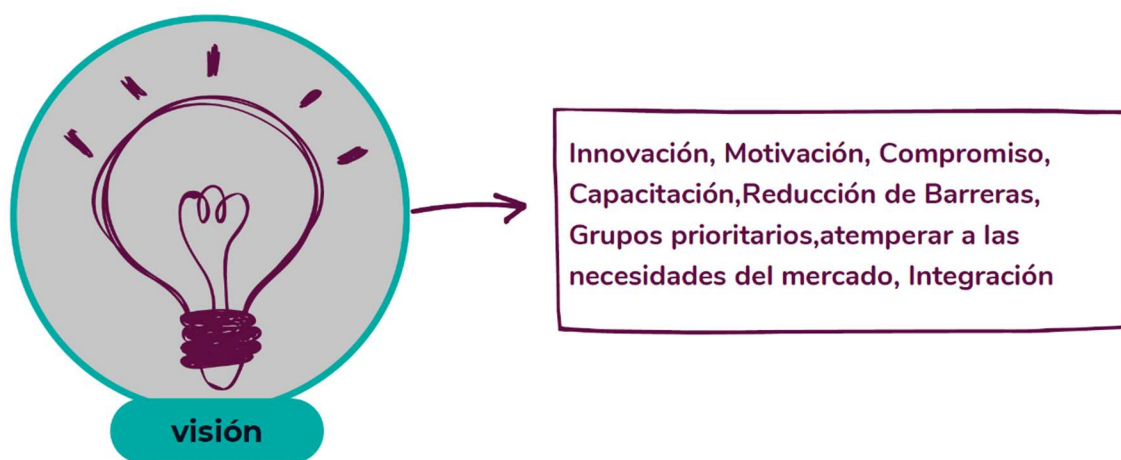 Innovación, Motivación, Compromiso,
Capacitación,Reducción de Barreras,
Grupos prioritarios,atemperar a las
necesidades del mercado, Integración
visión